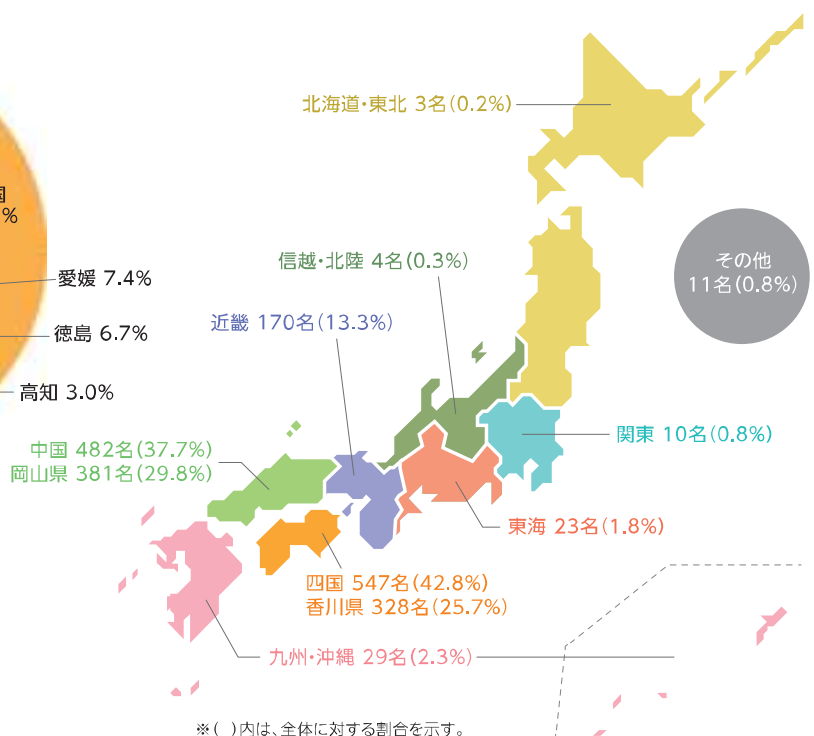 北海道・東北 3名(0.2%)
国
%
その他
11名(0.8%)
信越・北陸 4名(0.3%)
愛媛 7.4%
近畿 170名(13.3%)
徳島 6.7%
高知 3.0%
中国 482名(37.7%)
岡山県 381名(29.8%)
関東 10名(0.8%)
東海 23名(1.8%)
四国 547名(42.8%)
香川県 328名(25.7%)
九州・沖縄 29名(2.3%)
※( )内は、全体に対する割合を示す。